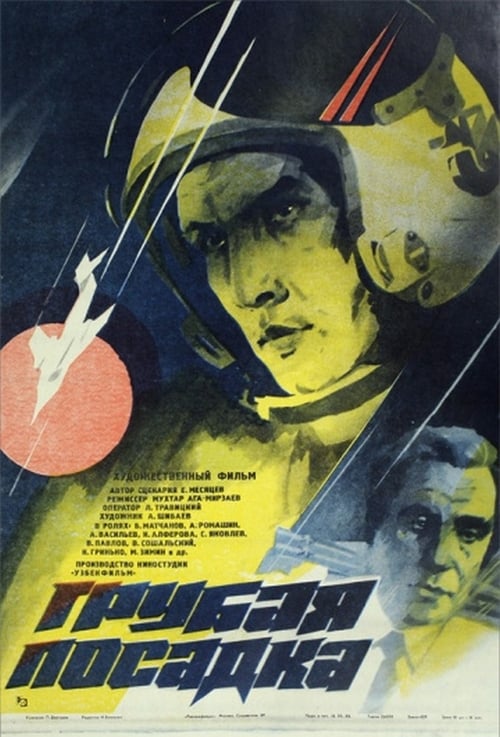 ХУДОЖЕСТВЕННЫЙ ФИЛЬМ
АВТОР СЦЕНАРИЯ Е. МЕСЯЦЕВ
РЕЖИССЕР МУХТАР АГА-МИРЗАЕВ
ОПЕРАТОР Л. ТРАВИЦКИЙ
ХУДОЖНИК А. ШИБАЕВ
В РОЛЯХ: Б. МАТЧАНОВ, А. РОМАШИН,
А. ВАСИЛЬЕВ, И. АЛФЕРОВА, С. ЯКОВЛЕВ,
В. ПАВЛОВ, В. СОШАЛЬСКИЙ,
Н. ГРИНЬКО, М. ЗИМИН и др.
ПРОИЗВОДСТВО КИНОСТУДИИ
«УЗБЕКФИЛЬМ»
ГРУБАЯ
ПОСАДКА